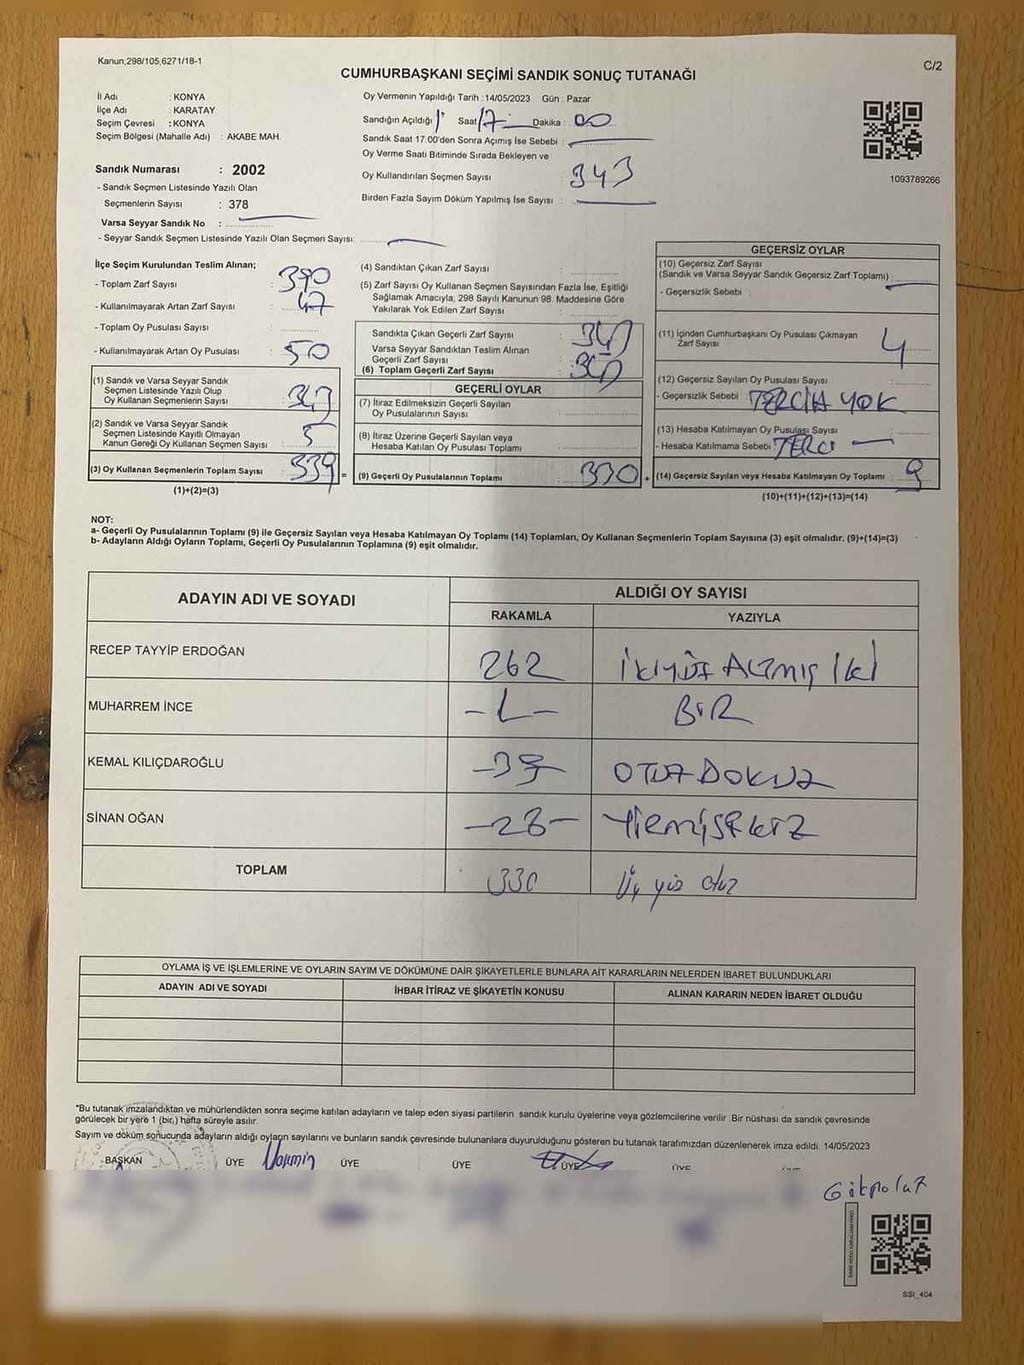 Kanun,298/105,6271/18-1
C/2
CUMHURBAŞKANI SEÇİMİ SANDIK SONUÇ TUTANAĞI
İl Adı : KONYA
İlçe Adı : KARATAY
Seçim Çevresi : KONYA
Seçim Bölgesi (Mahalle Adı) : AKABE MAH.
Sandık Numarası : 2002
- Sandık Seçmen Listesinde Yazılı Olan
Seçmenlerin Sayısı : 378
Varsa Seyyar Sandık No :
- Seyyar Sandık Seçmen Listesinde Yazılı Olan Seçmen Sayısı:
Oy Vermenin Yapıldığı Tarih : 14/05/2023 Gün : Pazar
Sandığın Açıldığı Saat 17 Dakika : 00
Sandık Saat 17:00'den Sonra Açımış İse Sebebi :
Oy Verme Saati Bitiminde Sırada Bekleyen ve
Oy Kullandırılan Seçmen Sayısı : 343
Birden Fazla Sayım Döküm Yapılmış İse Sayısı :
1093789266
İlçe Seçim Kurulundan Teslim Alınan;
- Toplam Zarf Sayısı : 390
- Kullanılmayarak Artan Zarf Sayısı : 47
- Toplam Oy Pusulası Sayısı :
- Kullanılmayarak Artan Oy Pusulası : 50
(1) Sandık ve Varsa Seyyar Sandık
Seçmen Listesinde Yazılı Olup
Oy Kullanan Seçmenlerin Sayısı :
(2) Sandık ve Varsa Seyyar Sandık
Seçmen Listesinde Kayıtlı Olmayan
Kanun Gereği Oy Kullanan Seçmen Sayısı : 5
(3) Oy Kullanan Seçmenlerin Toplam Sayısı : 339 =
(1)+(2)=(3)
(4) Sandıktan Çıkan Zarf Sayısı :
(5) Zarf Sayısı Oy Kullanan Seçmen Sayısından Fazla İse, Eşitliği
Sağlamak Amacıyla; 298 Sayılı Kanunun 98. Maddesine Göre
Yakılarak Yok Edilen Zarf Sayısı :
Sandıkta Çıkan Geçerli Zarf Sayısı :
Varsa Seyyar Sandıktan Teslim Alınan
Geçerli Zarf Sayısı :
(6) Toplam Geçerli Zarf Sayısı :
GEÇERLİ OYLAR
(7) İtiraz Edilmeksizin Geçerli Sayılan
Oy Pusulalarının Sayısı :
(8) İtiraz Üzerine Geçerli Sayılan veya
Hesaba Katılan Oy Pusulası Toplamı :
(9) Geçerli Oy Pusulalarının Toplamı : 330 +
GEÇERSİZ OYLAR
(10) Geçersiz Zarf Sayısı
(Sandık ve Varsa Seyyar Sandık Geçersiz Zarf Toplamı) :
- Geçersizlik Sebebi :
(11) İçinden Cumhurbaşkanı Oy Pusulası Çıkmayan
Zarf Sayısı : 4
(12) Geçersiz Sayılan Oy Pusulası Sayısı :
- Geçersizlik Sebebi : TERCİH YOK
(13) Hesaba Katılmayan Oy Pusulası Sayısı :
- Hesaba Katılmama Sebebi :
(14) Geçersiz Sayılan veya Hesaba Katılmayan Oy Toplamı : 9
(10)+(11)+(12)+(13)=(14)
NOT:
a- Geçerli Oy Pusulalarının Toplamı (9) ile Geçersiz Sayılan veya Hesaba Katılmayan Oy Toplamı (14) Toplamları, Oy Kullanan Seçmenlerin Toplam Sayısına (3) eşit olmalıdır. (9)+(14)=(3)
b- Adayların Aldığı Oyların Toplamı, Geçerli Oy Pusulalarının Toplamına (9) eşit olmalıdır.
ADAYIN ADI VE SOYADI
ALDIĞI OY SAYISI
RAKAMLA YAZIYLA
RECEP TAYYİP ERDOĞAN 262 İKİYÜZ ALTMIŞ İKİ
MUHARREM İNCE -1- BİR
KEMAL KILIÇDAROĞLU -39- OTUZ DOKUZ
SİNAN OĞAN -28- YİRMİSEKİZ
TOPLAM 330 Üç yüz otuz
OYLAMA İŞ VE İŞLEMLERİNE VE OYLARIN SAYIM VE DÖKÜMÜNE DAİR ŞİKAYETLERLE BUNLARA AİT KARARLARIN NELERDEN İBARET BULUNDUKLARI
ADAYIN ADI VE SOYADI İHBAR İTİRAZ VE ŞİKAYETİN KONUSU ALINAN KARARIN NEDEN İBARET OLDUĞU
*Bu tutanak imzalandıktan ve mühürlendikten sonra seçime katılan adayların ve talep eden siyasi partilerin sandık kurulu üyelerine veya gözlemcilerine verilir. Bir nüshası da sandık çevresinde
görülecek bir yere 1 (bir,) hafta süreyle asılır.
Sayım ve döküm sonucunda adayların aldığı oyların sayılarını ve bunların sandık çevresinde bulunanlara duyurulduğunu gösteren bu tutanak tarafımızdan düzenlenerek imza edildi. 14/05/2023
BAŞKAN ÜYE ÜYE ÜYE ÜYE ÜYE ÜYE
SSI_404